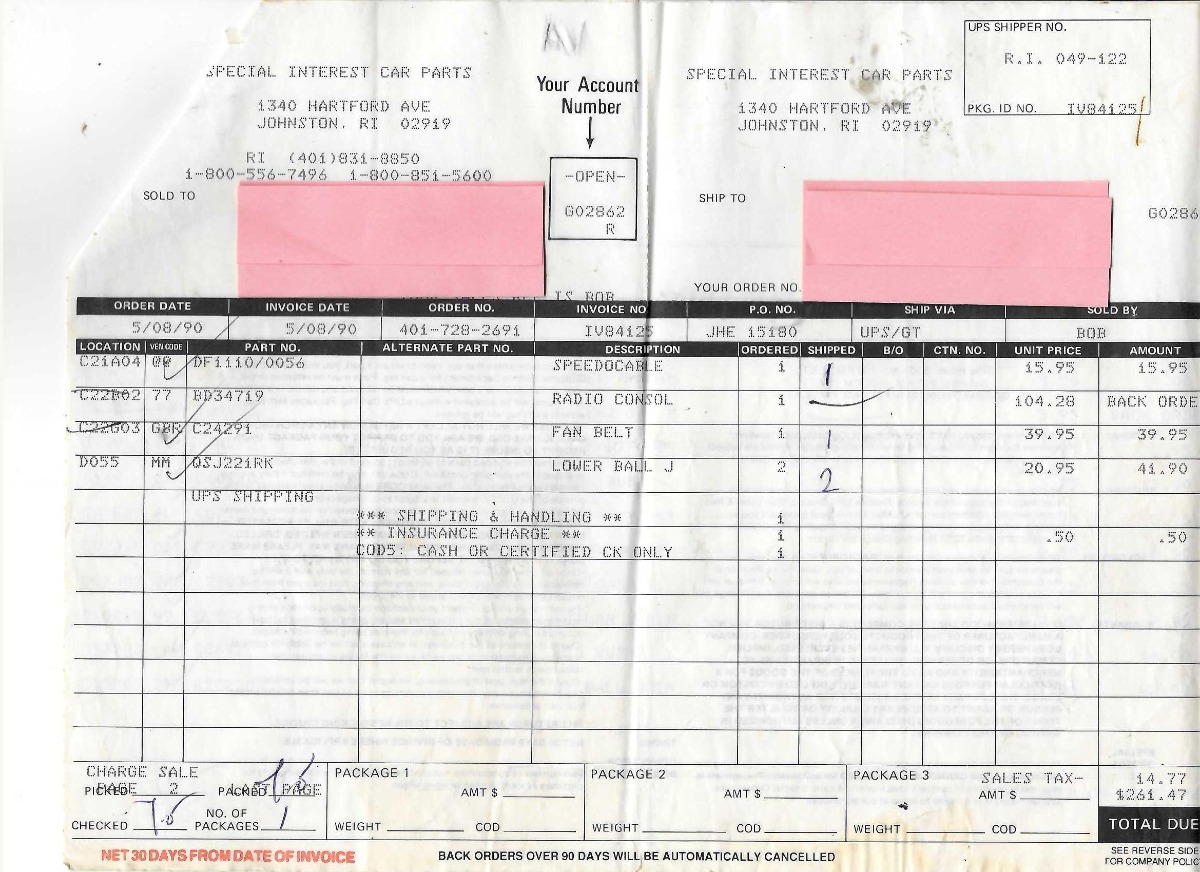 AV
SPECIAL INTEREST CAR PARTS
1340 HARTFORD AVE
JOHNSTON, RI 02919
RI (401)831-8850
1-800-556-7496 1-800-851-5600
SOLD TO
Your Account
Number
-OPEN-
G02862
R
SPECIAL INTEREST CAR PARTS
1340 HARTFORD AVE
JOHNSTON, RI 02919
UPS SHIPPER NO.
R.I. 049-122
PKG. ID NO. IV84125
SHIP TO
G0286
IS BOB
YOUR ORDER NO.
ORDER DATE INVOICE DATE ORDER NO. INVOICE NO. P.O. NO. SHIP VIA SOLD BY
5/08/90 5/08/90 401-728-2691 IV84125 JHE 15180 UPS/GT BOB
LOCATION VEN CODE PART NO. ALTERNATE PART NO. DESCRIPTION ORDERED SHIPPED B/O CTN. NO. UNIT PRICE AMOUNT
C21A04 @@ DF1110/0056 SPEEDOCABLE 1 1 15.95 15.95
C22B02 77 BD34719 RADIO CONSOL 1 104.28 BACK ORDE
C22G03 GBR C24291 FAN BELT 1 1 39.95 39.95
D055 MM QSJ221RK LOWER BALL J 2 2 20.95 41.90
UPS SHIPPING
*** SHIPPING & HANDLING ** 1
** INSURANCE CHARGE ** 1 .50 .50
COD5: CASH OR CERTIFIED CK ONLY 1
CHARGE SALE
PAGE 2 LAST PAGE
PICKED PACKED
CHECKED NO. OF PACKAGES 1
PACKAGE 1 AMT $
WEIGHT COD
PACKAGE 2 AMT $
WEIGHT COD
PACKAGE 3 AMT $
WEIGHT COD
SALES TAX- 14.77
$261.47
TOTAL DUE
NET 30 DAYS FROM DATE OF INVOICE
BACK ORDERS OVER 90 DAYS WILL BE AUTOMATICALLY CANCELLED
SEE REVERSE SIDE
FOR COMPANY POLIC